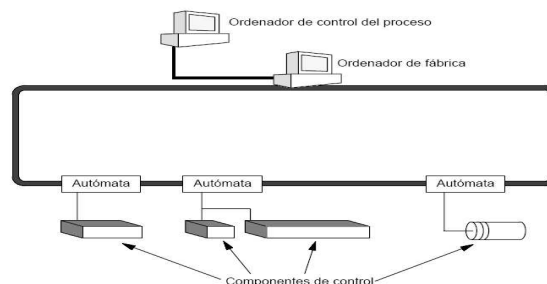 Ordenador de control del proceso
Ordenador de fábrica
Autómata
Autómata
Autómata
Componentes de control